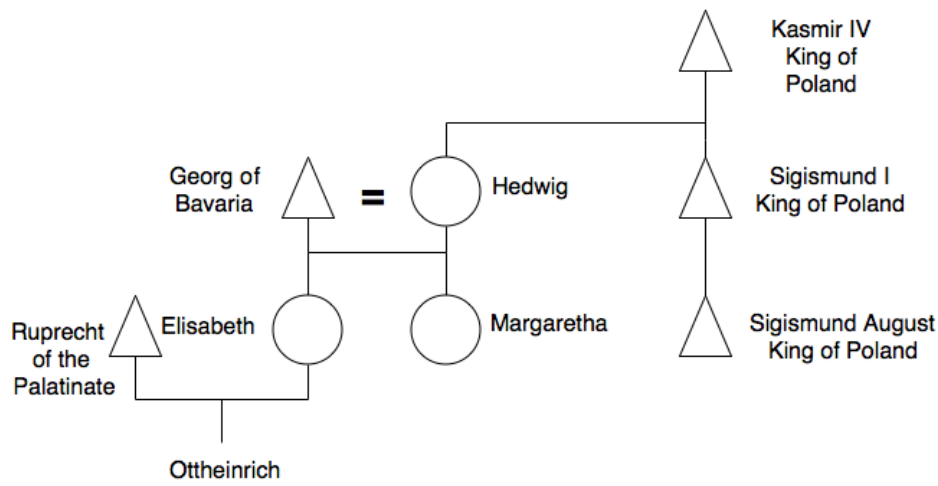 Kasmir IV
King of
Poland
Georg of
Bavaria
=
Hedwig
Sigismund I
King of Poland
Ruprecht
of the
Palatinate
Elisabeth
Margaretha
Sigismund August
King of Poland
Ottheinrich